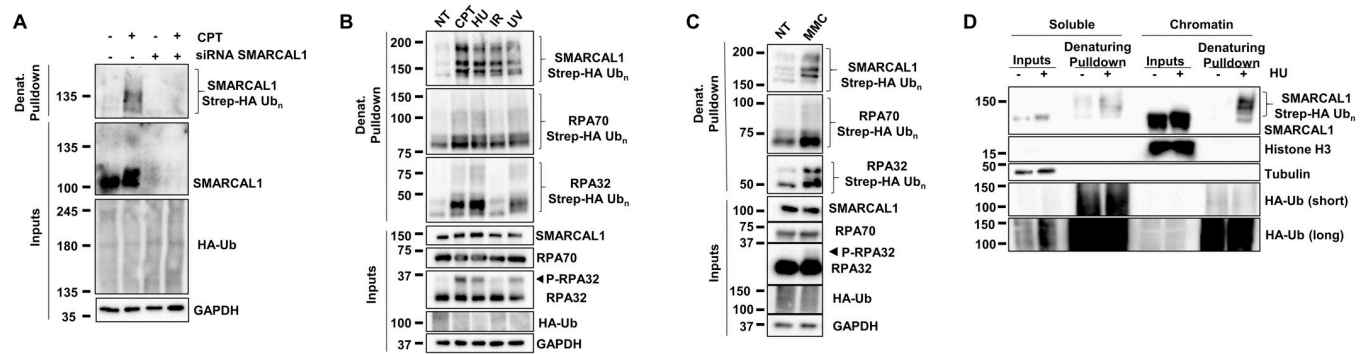 A
- + - + CPT
- - + + siRNA SMARCAL1
Denat. Pulldown
135
SMARCAL1
Strep-HA Ubn
135
100
SMARCAL1
Inputs
245
180
135
HA-Ub
35
GAPDH
B
NT CPT HU IR UV
Denat. Pulldown
200
150
SMARCAL1
Strep-HA Ubn
100
75
RPA70
Strep-HA Ubn
50
RPA32
Strep-HA Ubn
Inputs
150
SMARCAL1
75
RPA70
37
◄P-RPA32
RPA32
100
HA-Ub
37
GAPDH
C
NT MMC
Denat. Pulldown
200
150
SMARCAL1
Strep-HA Ubn
100
75
RPA70
Strep-HA Ubn
50
RPA32
Strep-HA Ubn
Inputs
100
SMARCAL1
75
50
RPA70
37
◄ P-RPA32
RPA32
150
100
HA-Ub
37
GAPDH
D
Soluble Chromatin
Inputs Denaturing Pulldown Inputs Denaturing Pulldown
- + - + - + - + HU
150
100
SMARCAL1
Strep-HA Ubn
SMARCAL1
15
Histone H3
50
Tubulin
150
100
HA-Ub (short)
150
100
HA-Ub (long)